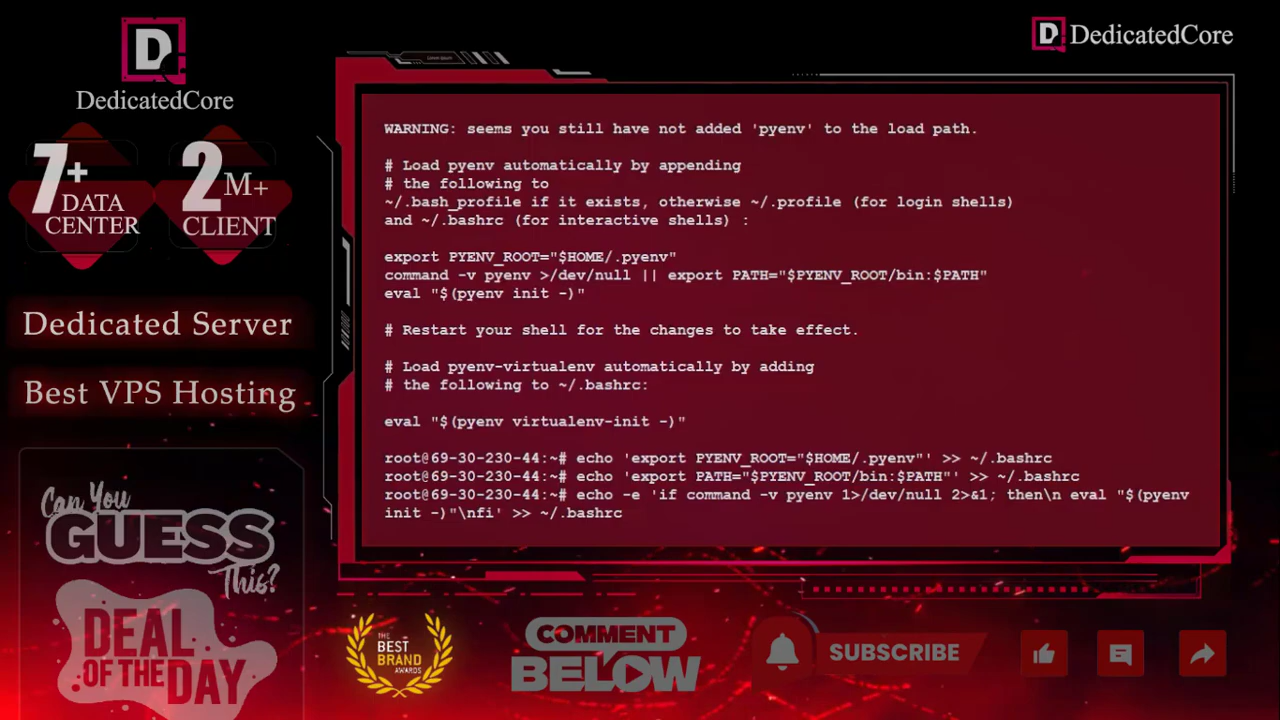 DedicatedCore
7+
DATA
CENTER
2
M+
CLIENT
Dedicated Server
Best VPS Hosting
Can You
GUESS
This?
DEAL
OF THE DAY
DedicatedCore
WARNING: seems you still have not added 'pyenv' to the load path.
# Load pyenv automatically by appending
# the following to
~/.bash_profile if it exists, otherwise ~/.profile (for login shells)
and ~/.bashrc (for interactive shells) :
export PYENV_ROOT="$HOME/.pyenv"
command -v pyenv >/dev/null || export PATH="$PYENV_ROOT/bin:$PATH"
eval "$(pyenv init -)"
# Restart your shell for the changes to take effect.
# Load pyenv-virtualenv automatically by adding
# the following to ~/.bashrc:
eval "$(pyenv virtualenv-init -)"
root@69-30-230-44:~# echo 'export PYENV_ROOT="$HOME/.pyenv"' >> ~/.bashrc
root@69-30-230-44:~# echo 'export PATH="$PYENV_ROOT/bin:$PATH"' >> ~/.bashrc
root@69-30-230-44:~# echo -e 'if command -v pyenv 1>/dev/null 2>&1; then\n eval "$(pyenv
init -)"\nfi' >> ~/.bashrc
THE
BEST
BRAND
AWARDS
COMMENT
BELOW
SUBSCRIBE